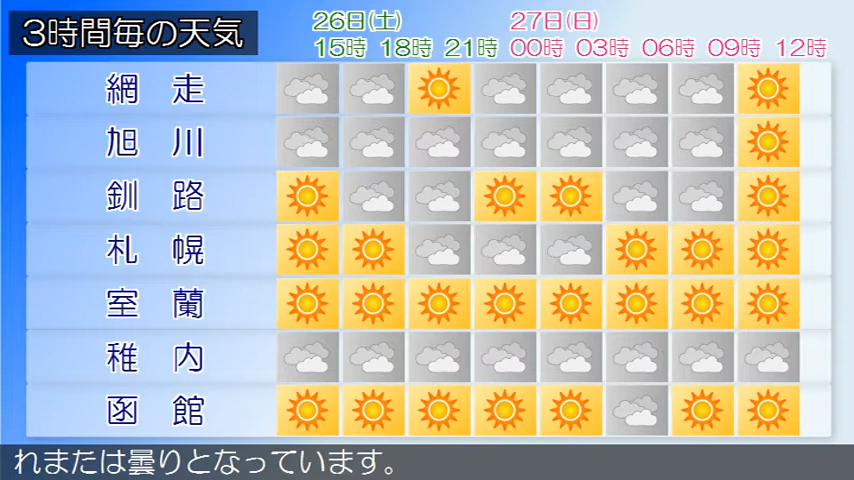 3時間毎の天気
26日(土) 27日(日)
15時 18時 21時 00時 03時 06時 09時 12時
網走
旭川
釧路
札幌
室蘭
稚内
函館
れまたは曇りとなっています。